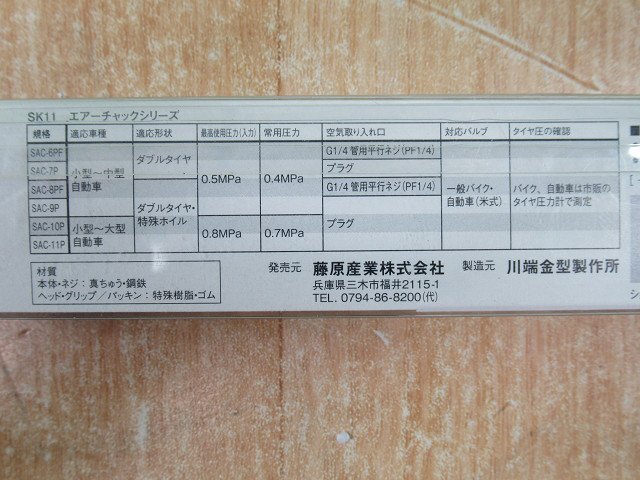 SK11 エアーチャックシリーズ
規格 適応車種 適応形状 最高使用圧力(入力) 常用圧力 空気取り入れ口 対応バルブ タイヤ圧の確認
SAC-6PF 小型〜中型 自動車 ダブルタイヤ 0.5MPa 0.4MPa G1/4 管用平行ネジ(PF1/4) 一般バイク・ 自動車(米式) バイク、自動車は市販の タイヤ圧力計で測定
SAC-7P プラグ
SAC-8PF ダブルタイヤ・ 特殊ホイル G1/4 管用平行ネジ(PF1/4)
SAC-9P プラグ
SAC-10P 小型〜大型 自動車 0.8MPa 0.7MPa
SAC-11P
材質
本体・ネジ:真ちゅう・鋼鉄
ヘッド・グリップ/パッキン:特殊樹脂・ゴム
発売元 藤原産業株式会社 製造元 川端金型製作所
兵庫県三木市福井2115-1
TEL. 0794-86-8200(代)